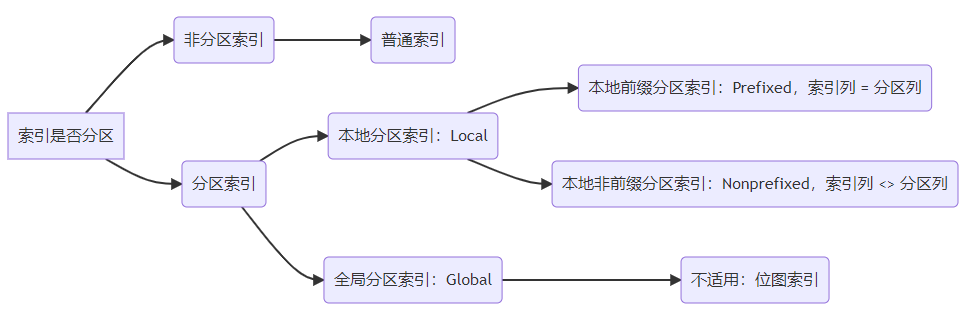 索引是否分区
非分区索引
普通索引
分区索引
本地分区索引：Local
本地前缀分区索引：Prefixed，索引列 = 分区列
本地非前缀分区索引：Nonprefixed，索引列 <> 分区列
全局分区索引：Global
不适用：位图索引